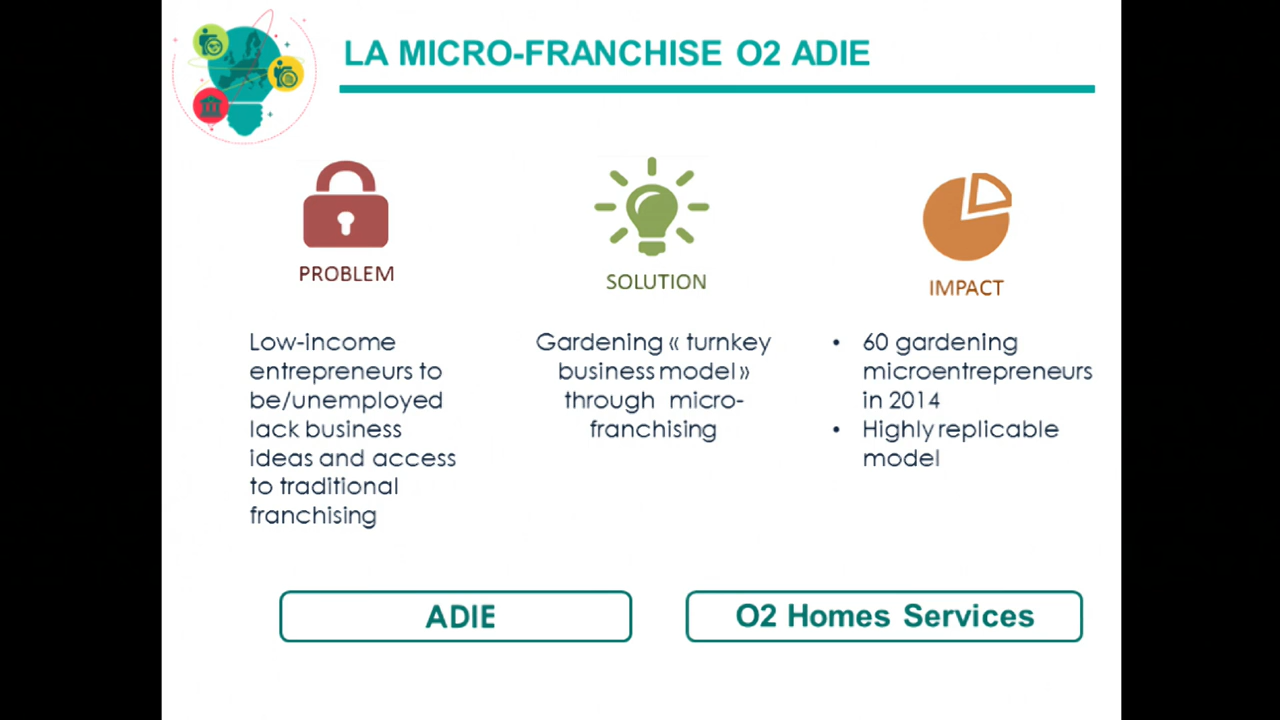 LA MICRO-FRANCHISE O2 ADIE
PROBLEM
Low-income
entrepreneurs to
be/unemployed
lack business
ideas and access
to traditional
franchising
SOLUTION
Gardening « turnkey
business model »
through micro-
franchising
IMPACT
• 60 gardening
microentrepreneurs
in 2014
• Highly replicable
model
ADIE
O2 Homes Services